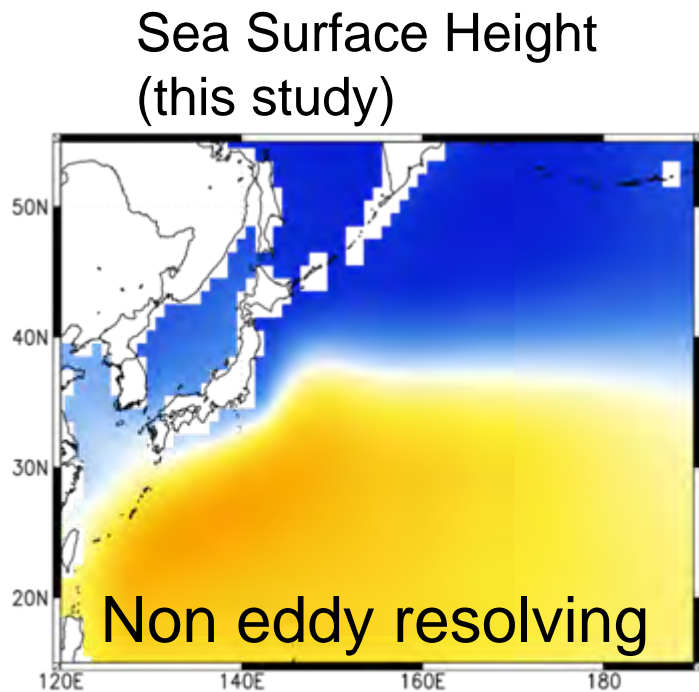 Sea Surface Height
(this study)
50N
40N
30N
20N
Non eddy resolving
120E 140E 160E 180